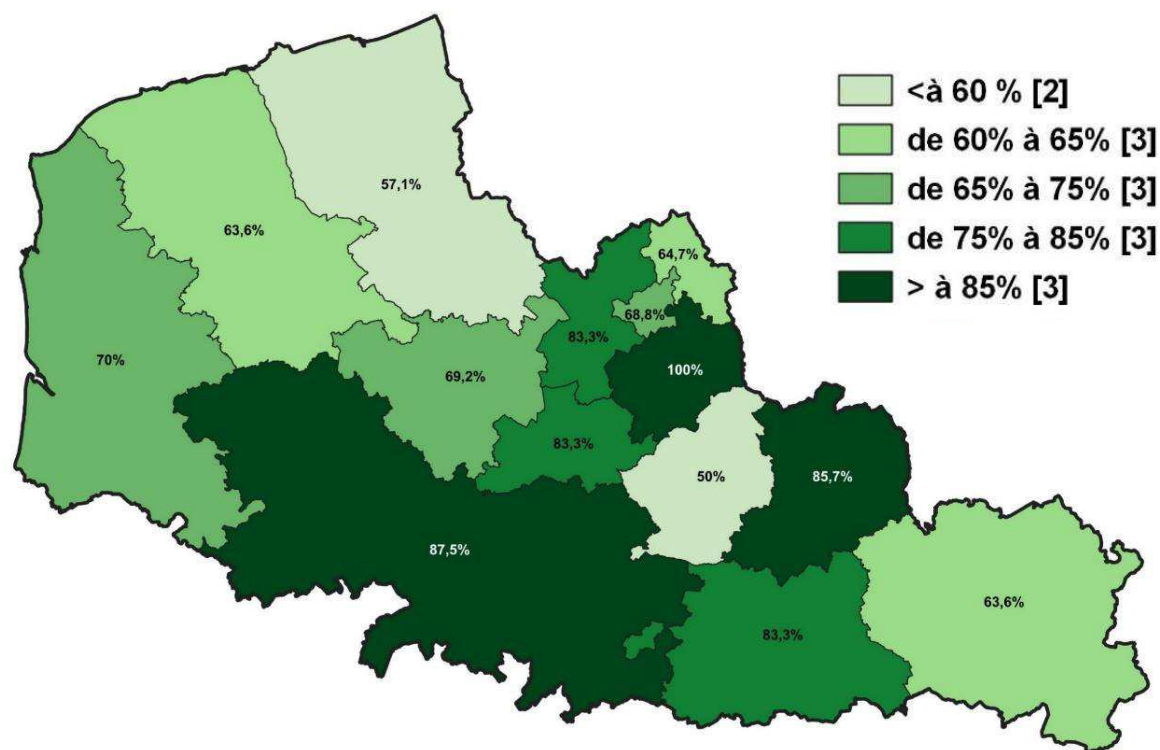 <à 60 % [2]
de 60% à 65% [3]
de 65% à 75% [3]
de 75% à 85% [3]
> à 85% [3]
57,1%
63,6%
64,7%
68,8%
83,3%
70%
100%
69,2%
83,3%
50%
85,7%
87,5%
63,6%
83,3%